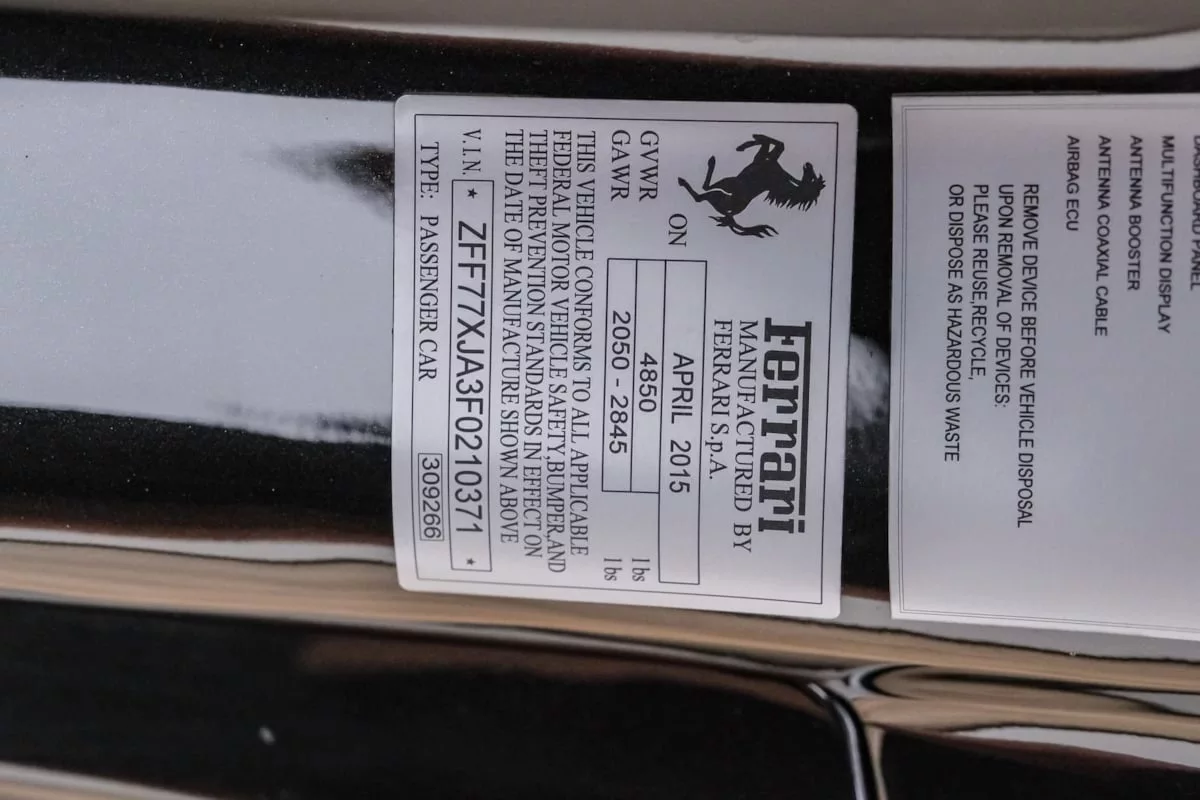 Ferrari
MANUFACTURED BY
FERRARI S.p.A.
ON APRIL 2015
GVWR 4850 lbs
GAWR 2050 - 2845 lbs
THIS VEHICLE CONFORMS TO ALL APPLICABLE
FEDERAL MOTOR VEHICLE SAFETY,BUMPER,AND
THEFT PREVENTION STANDARDS IN EFFECT ON
THE DATE OF MANUFACTURE SHOWN ABOVE
V.I.N. * ZFF77XJA3F0210371 *
TYPE: PASSENGER CAR 309266
MULTIFUNCTION DISPLAY
ANTENNA BOOSTER
ANTENNA COAXIAL CABLE
AIRBAG ECU
REMOVE DEVICE BEFORE VEHICLE DISPOSAL
UPON REMOVAL OF DEVICES:
PLEASE REUSE,RECYCLE,
OR DISPOSE AS HAZARDOUS WASTE